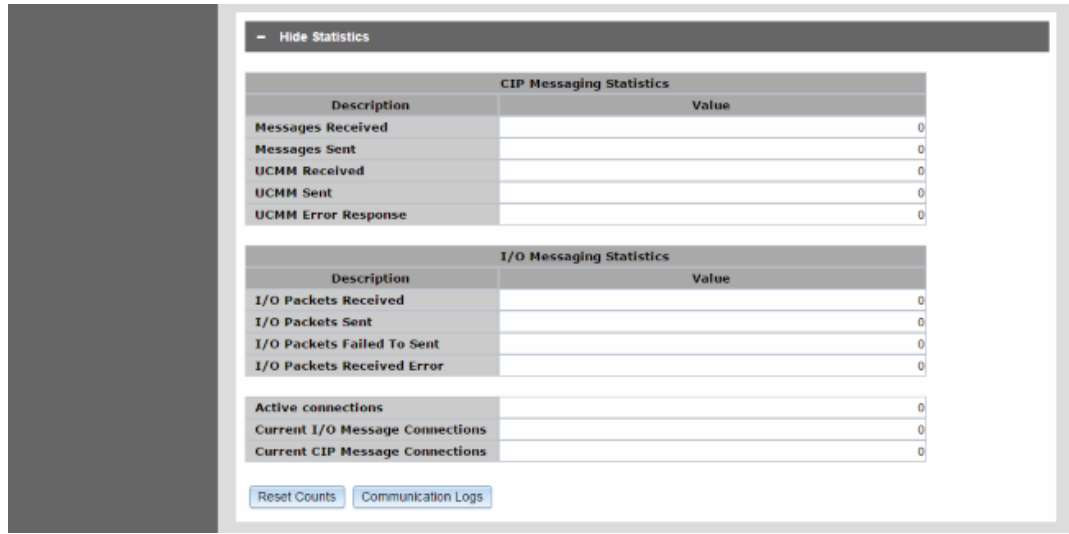 – Hide Statistics
CIP Messaging Statistics
Description Value
Messages Received 0
Messages Sent 0
UCMM Received 0
UCMM Sent 0
UCMM Error Response 0
I/O Messaging Statistics
Description Value
I/O Packets Received 0
I/O Packets Sent 0
I/O Packets Failed To Sent 0
I/O Packets Received Error 0
Active connections 0
Current I/O Message Connections 0
Current CIP Message Connections 0
Reset Counts Communication Logs